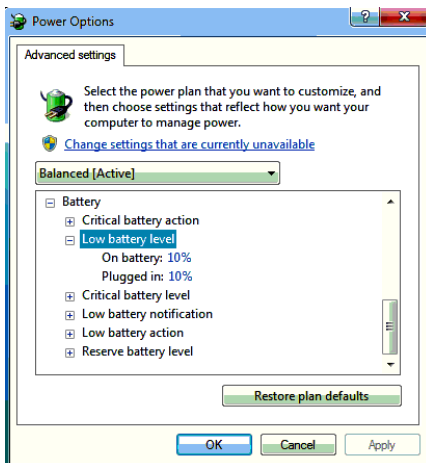 Power Options
Advanced settings
Select the power plan that you want to customize, and
then choose settings that reflect how you want your
computer to manage power.
Change settings that are currently unavailable
Balanced [Active]
Battery
Critical battery action
Low battery level
On battery: 10%
Plugged in: 10%
Critical battery level
Low battery notification
Low battery action
Reserve battery level
Restore plan defaults
OK Cancel Apply